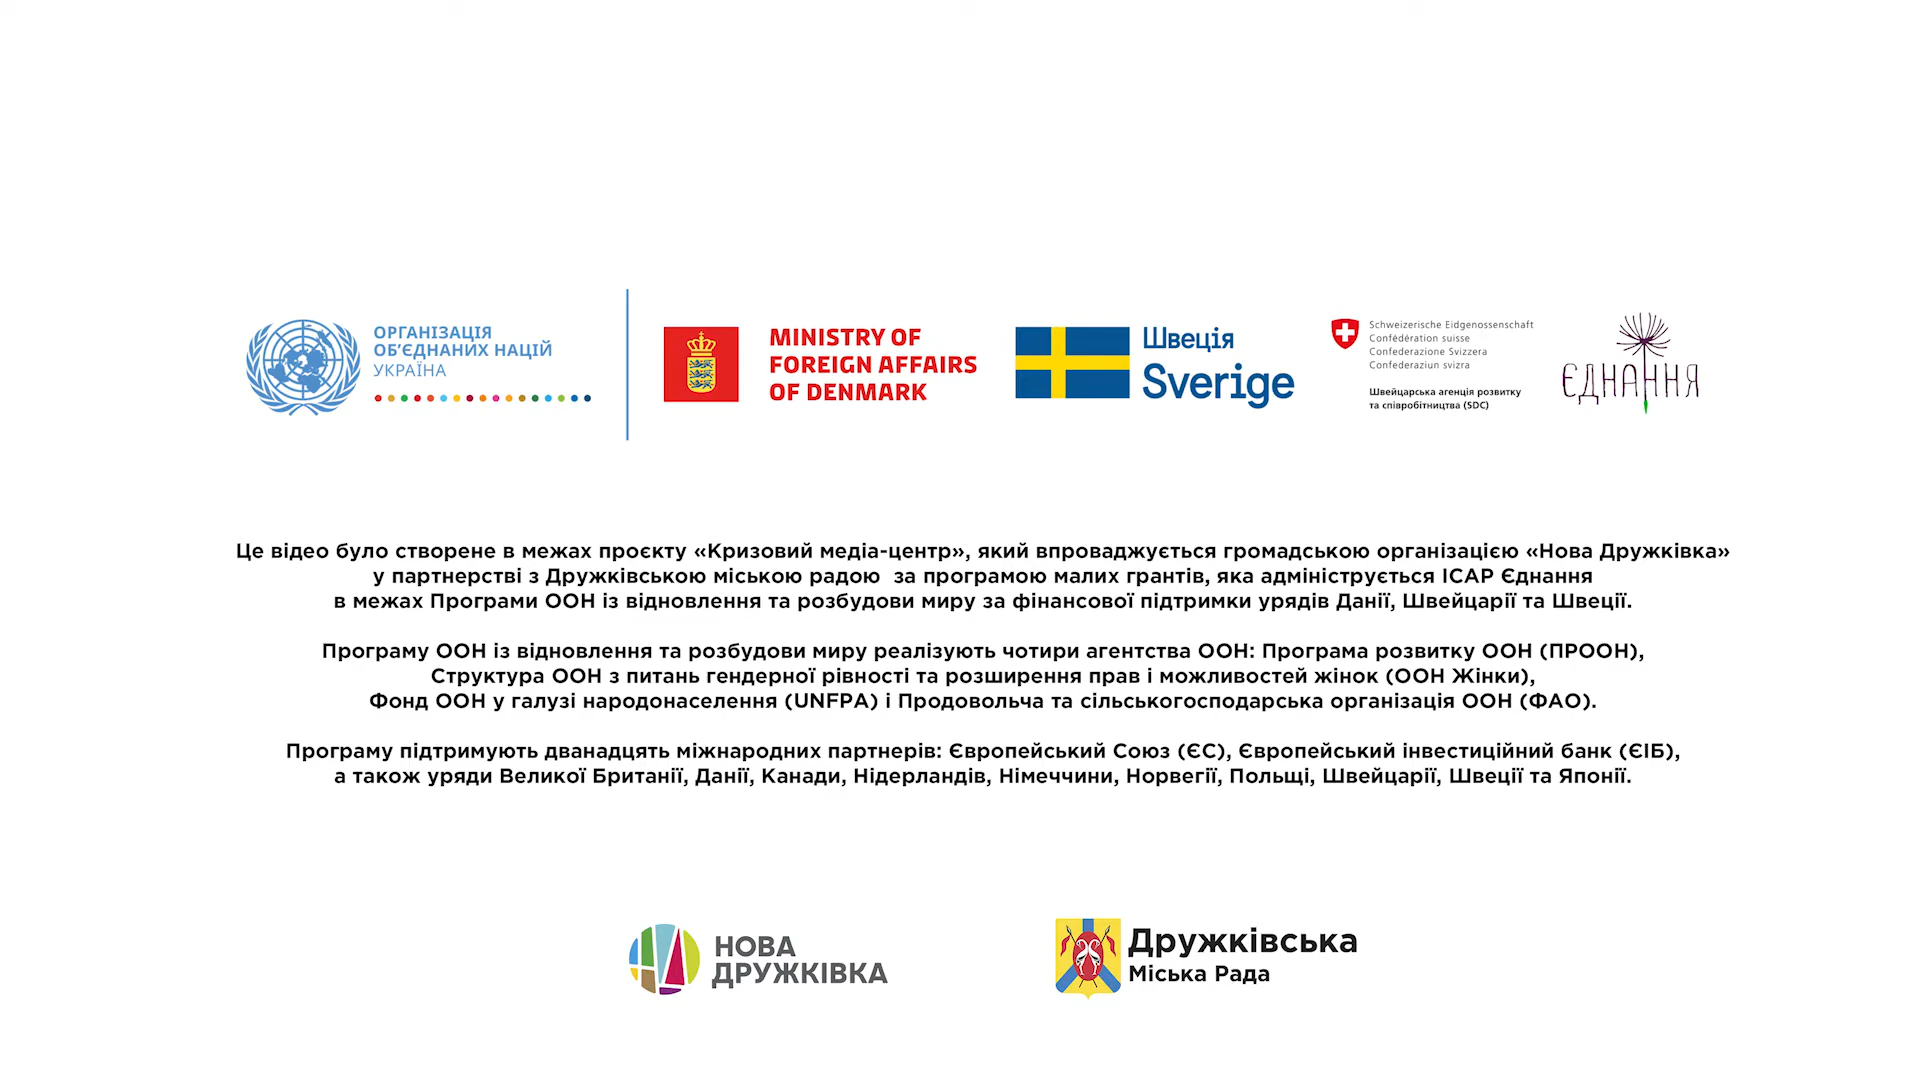 ОРГАНІЗАЦІЯ
ОБ'ЄДНАНИХ НАЦІЙ
УКРАЇНА
MINISTRY OF
FOREIGN AFFAIRS
OF DENMARK
Швеція
Sverige
Schweizerische Eidgenossenschaft
Confédération suisse
Confederazione Svizzera
Confederaziun svizra
Швейцарська агенція розвитку
та співробітництва (SDC)
ЄДНАННЯ
Це відео було створене в межах проєкту «Кризовий медіа-центр», який впроваджується громадською організацією «Нова Дружківка»
у партнерстві з Дружківською міською радою за програмою малих грантів, яка адмініструється ІСАР Єднання
в межах Програми ООН із відновлення та розбудови миру за фінансової підтримки урядів Данії, Швейцарії та Швеції.
Програму ООН із відновлення та розбудови миру реалізують чотири агентства ООН: Програма розвитку ООН (ПРООН),
Структура ООН з питань гендерної рівності та розширення прав і можливостей жінок (ООН Жінки),
Фонд ООН у галузі народонаселення (UNFPA) і Продовольча та сільськогосподарська організація ООН (ФАО).
Програму підтримують дванадцять міжнародних партнерів: Європейський Союз (ЄС), Європейський інвестиційний банк (ЄІБ),
а також уряди Великої Британії, Данії, Канади, Нідерландів, Німеччини, Норвегії, Польщі, Швейцарії, Швеції та Японії.
НОВА
ДРУЖКІВКА
Дружківська
Міська Рада